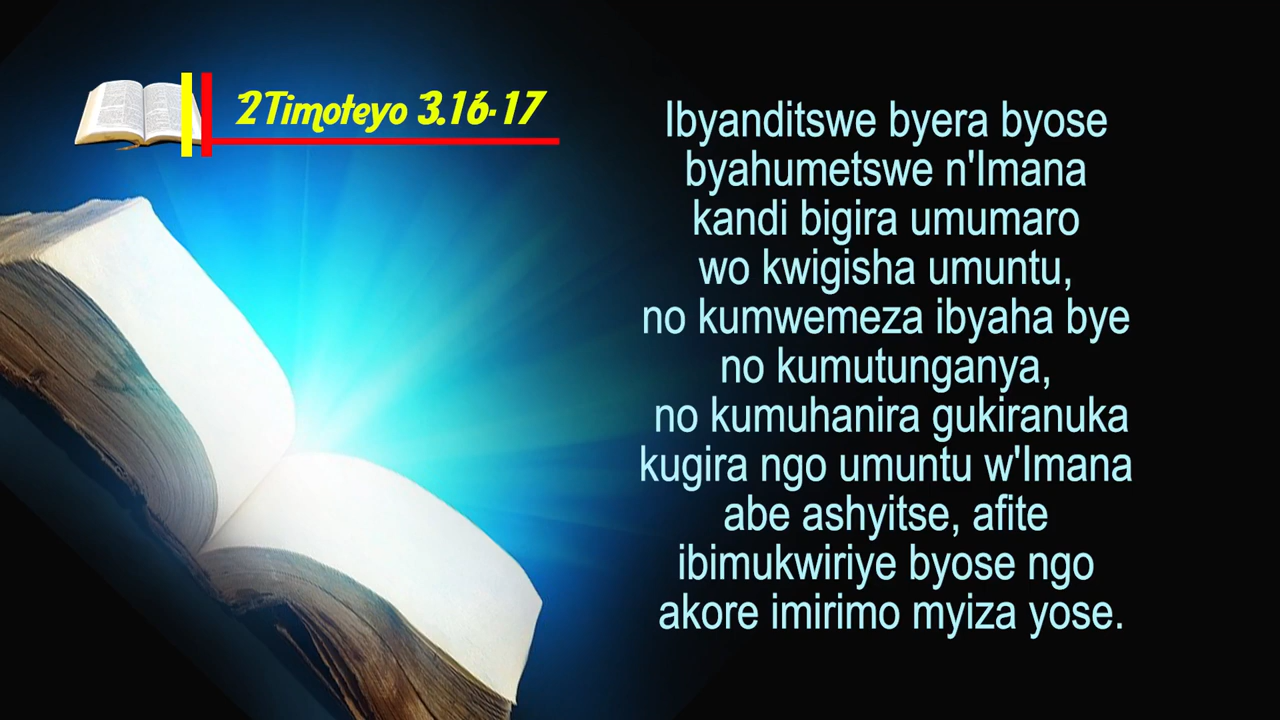 2Timoteyo 3.16-17
Ibyanditswe byera byose
byahumetswe n'Imana
kandi bigira umumaro
wo kwigisha umuntu,
no kumwemeza ibyaha bye
no kumutunganya,
no kumuhanira gukiranuka
kugira ngo umuntu w'Imana
abe ashyitse, afite
ibimukwiriye byose ngo
akore imirimo myiza yose.